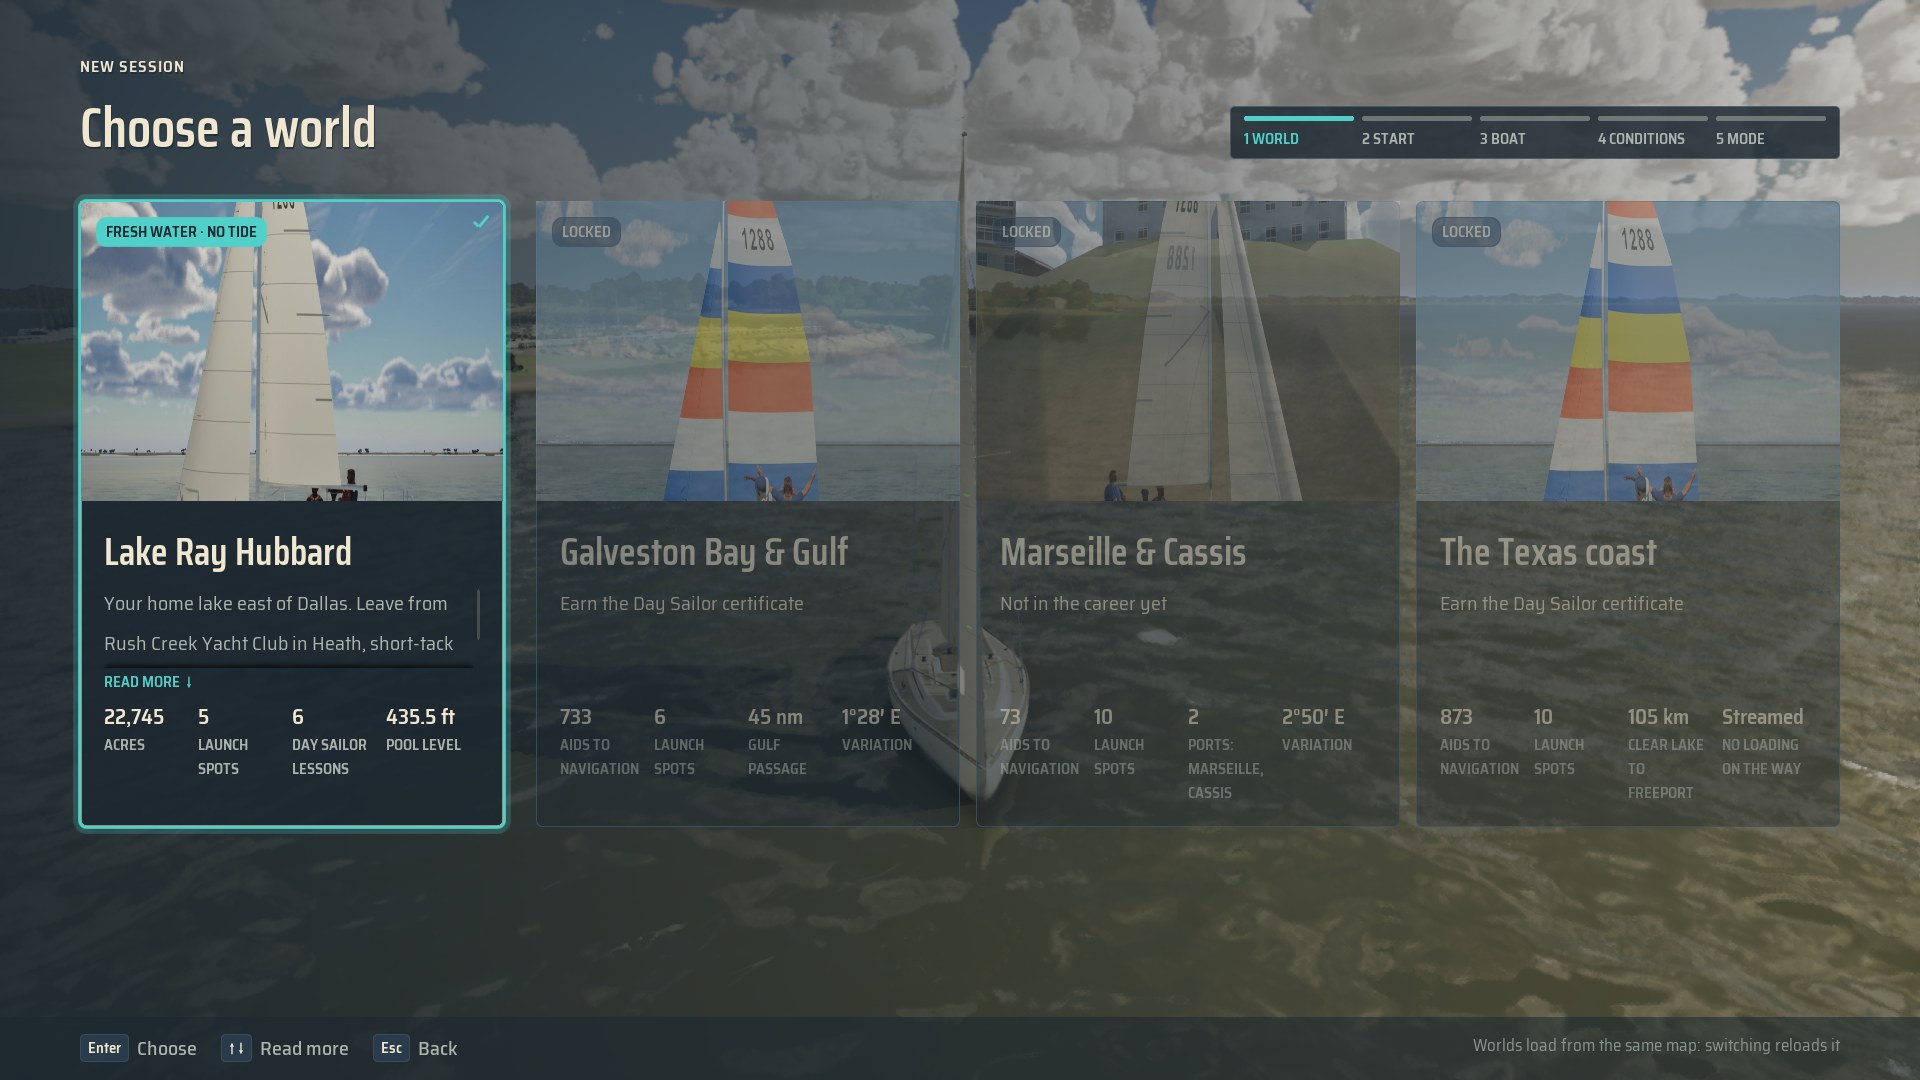 NEW SESSION
Choose a world
1 WORLD
2 START
3 BOAT
4 CONDITIONS
5 MODE
FRESH WATER · NO TIDE
Lake Ray Hubbard
Your home lake east of Dallas. Leave from
Rush Creek Yacht Club in Heath, short-tack
READ MORE ↓
22,745
ACRES
5
LAUNCH
SPOTS
6
DAY SAILOR
LESSONS
435.5 ft
POOL LEVEL
LOCKED
1288
Galveston Bay & Gulf
Earn the Day Sailor certificate
733
AIDS TO
NAVIGATION
6
LAUNCH
SPOTS
45 nm
GULF
PASSAGE
1°28' E
VARIATION
LOCKED
1288
1288
Marseille & Cassis
Not in the career yet
73
AIDS TO
NAVIGATION
10
LAUNCH
SPOTS
2
PORTS:
MARSEILLE,
CASSIS
2°50' E
VARIATION
LOCKED
1288
The Texas coast
Earn the Day Sailor certificate
873
AIDS TO
NAVIGATION
10
LAUNCH
SPOTS
105 km
CLEAR LAKE
TO
FREEPORT
Streamed
NO LOADING
ON THE WAY
Enter Choose
↑↓ Read more
Esc Back
Worlds load from the same map: switching reloads it